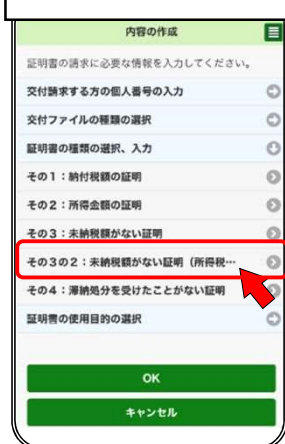 内容の作成
証明書の請求に必要な情報を入力してください。
交付請求する方の個人番号の入力
交付ファイルの種類の選択
証明書の種類の選択、入力
その1：納付税額の証明
その2：所得金額の証明
その3：未納税額がない証明
その3の2：未納税額がない証明（所得税…
その4：滞納処分を受けたことがない証明
証明書の使用目的の選択
OK
キャンセル